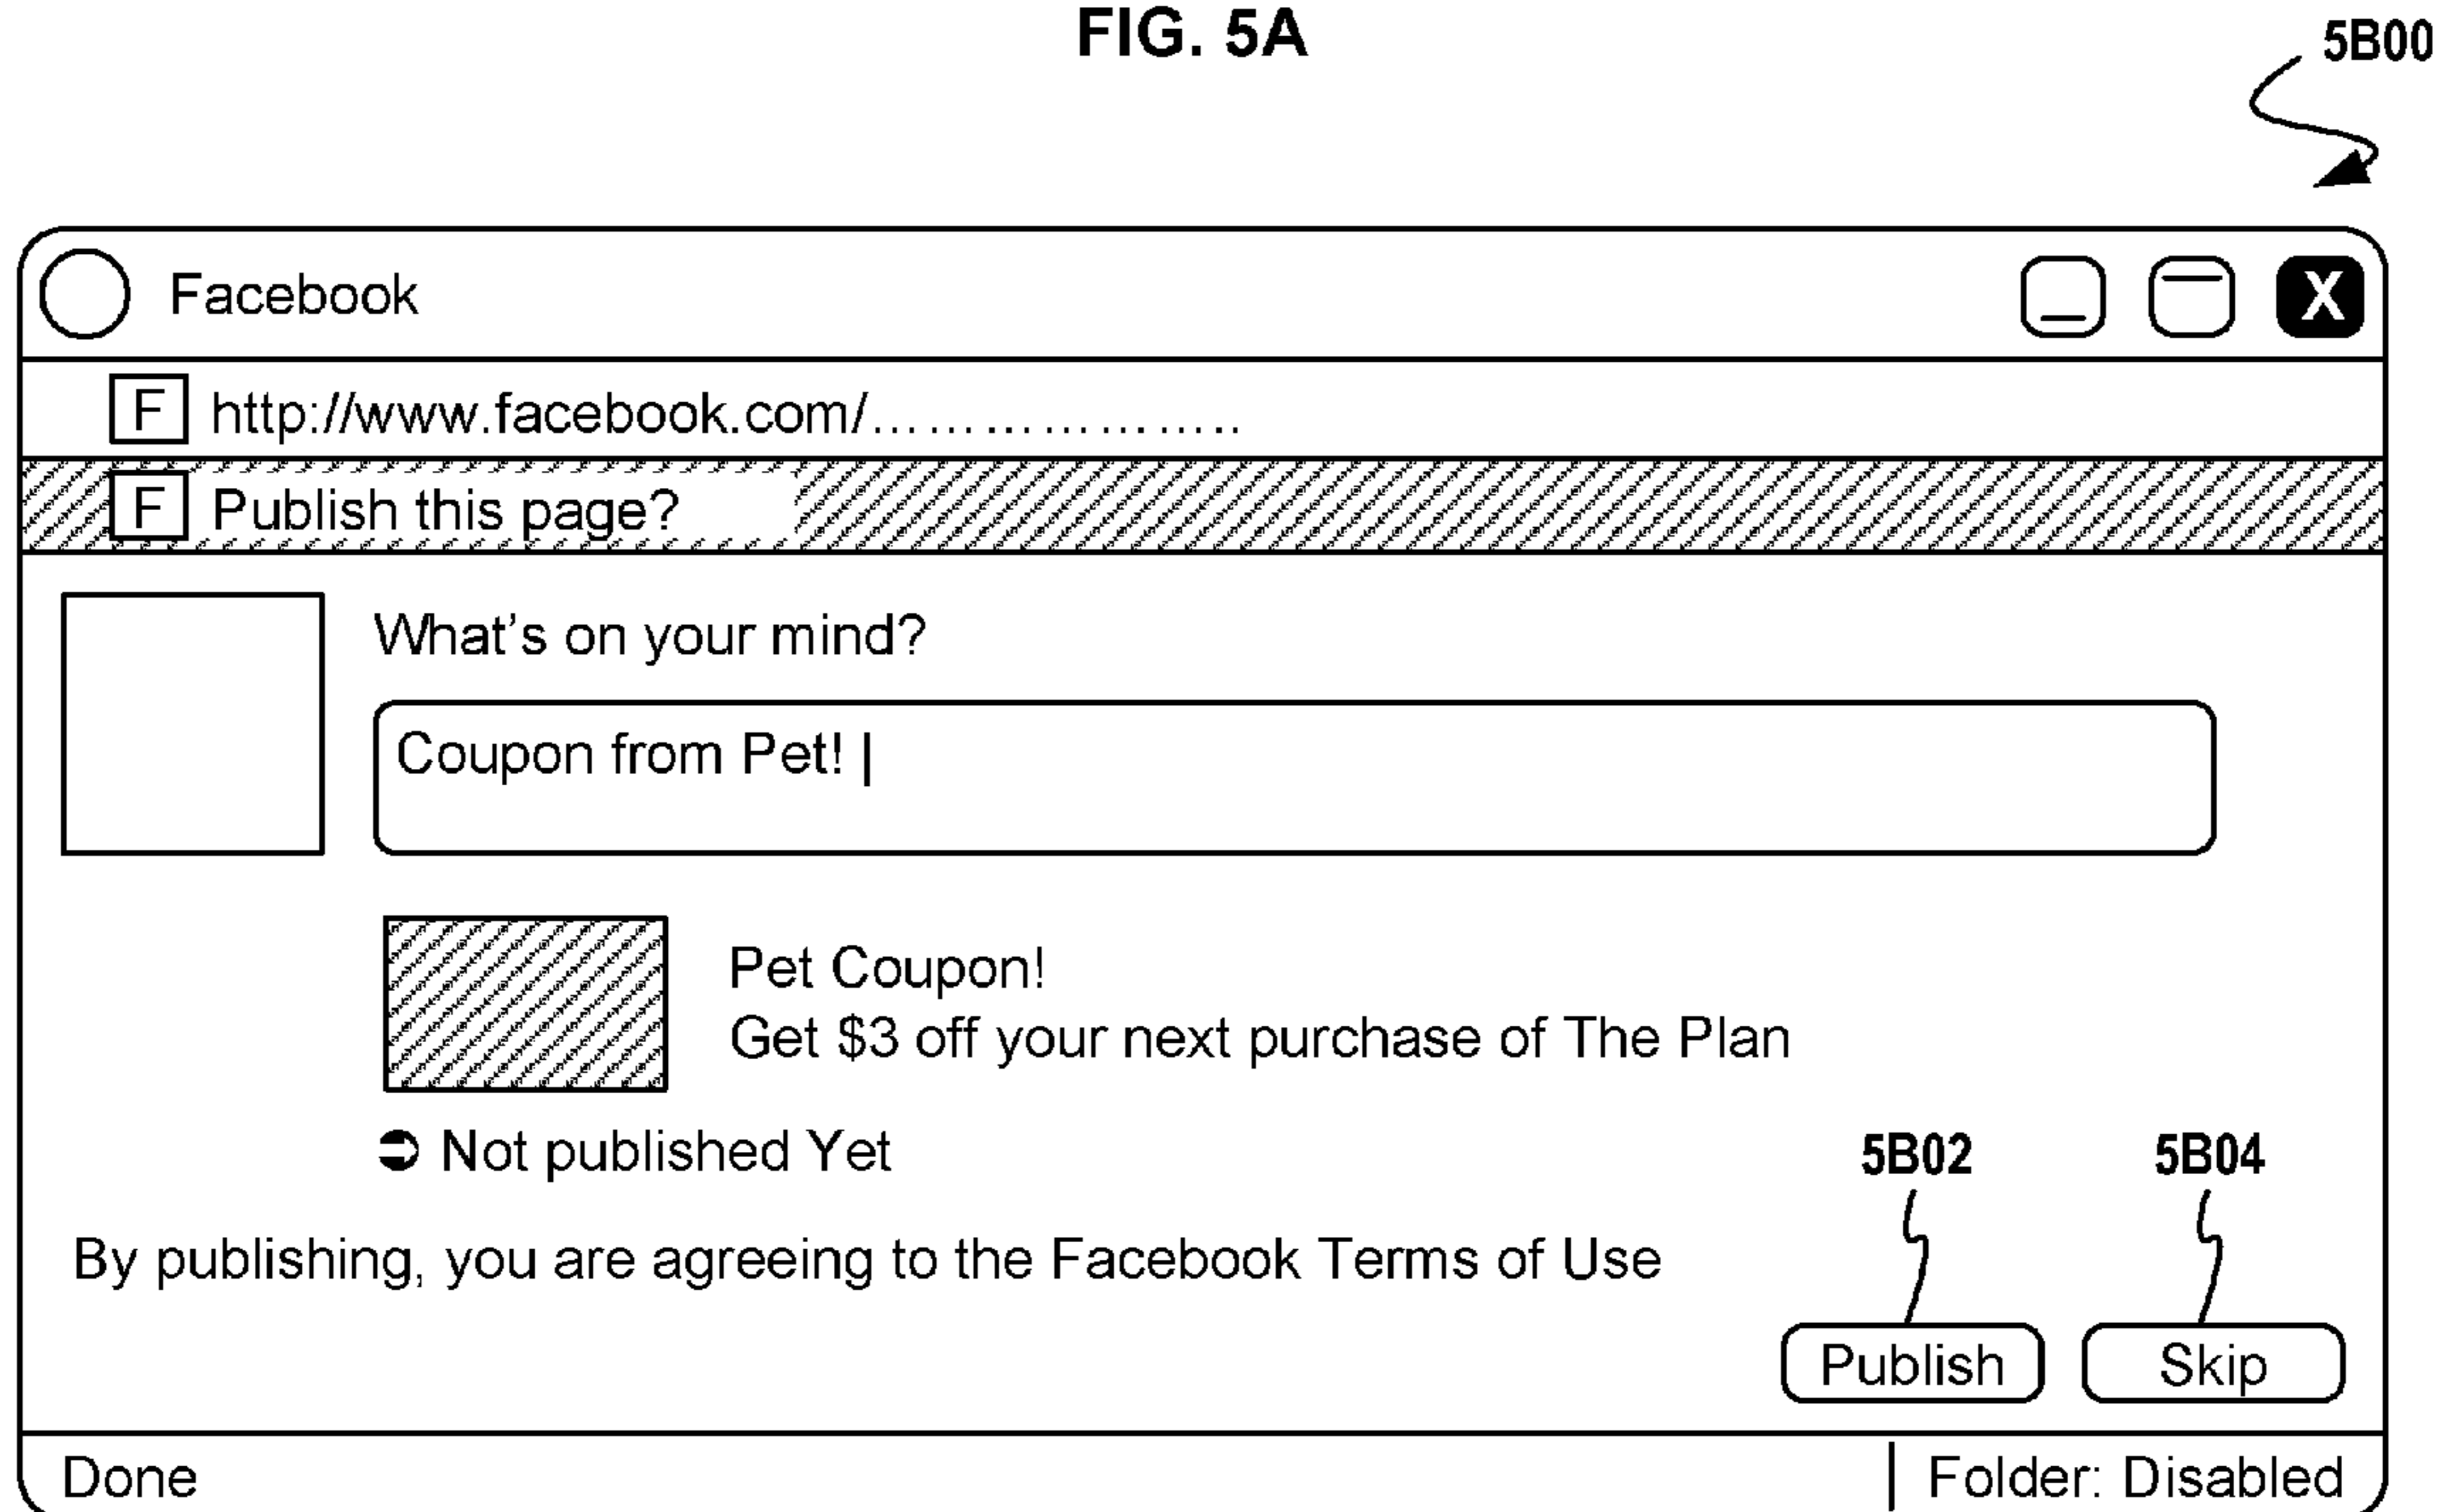 FIG. 5A
5B00
Facebook
X
F http://www.facebook.com/.....................
F Publish this page?
What's on your mind?
Coupon from Pet! |
Pet Coupon!
Get $3 off your next purchase of The Plan
➲ Not published Yet
5B02 5B04
By publishing, you are agreeing to the Facebook Terms of Use
Publish Skip
Done | Folder: Disabled